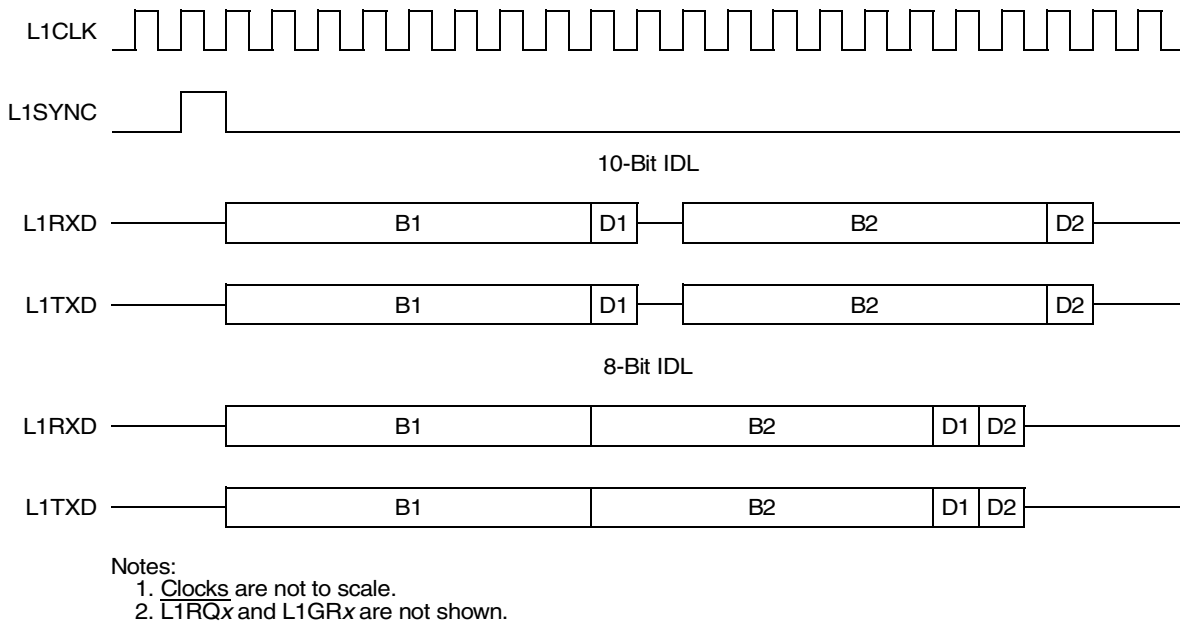 L1CLK
L1SYNC
10-Bit IDL
L1RXD B1 D1 B2 D2
L1TXD B1 D1 B2 D2
8-Bit IDL
L1RXD B1 B2 D1 D2
L1TXD B1 B2 D1 D2
Notes:
1. Clocks are not to scale.
2. L1RQx and L1GRx are not shown.